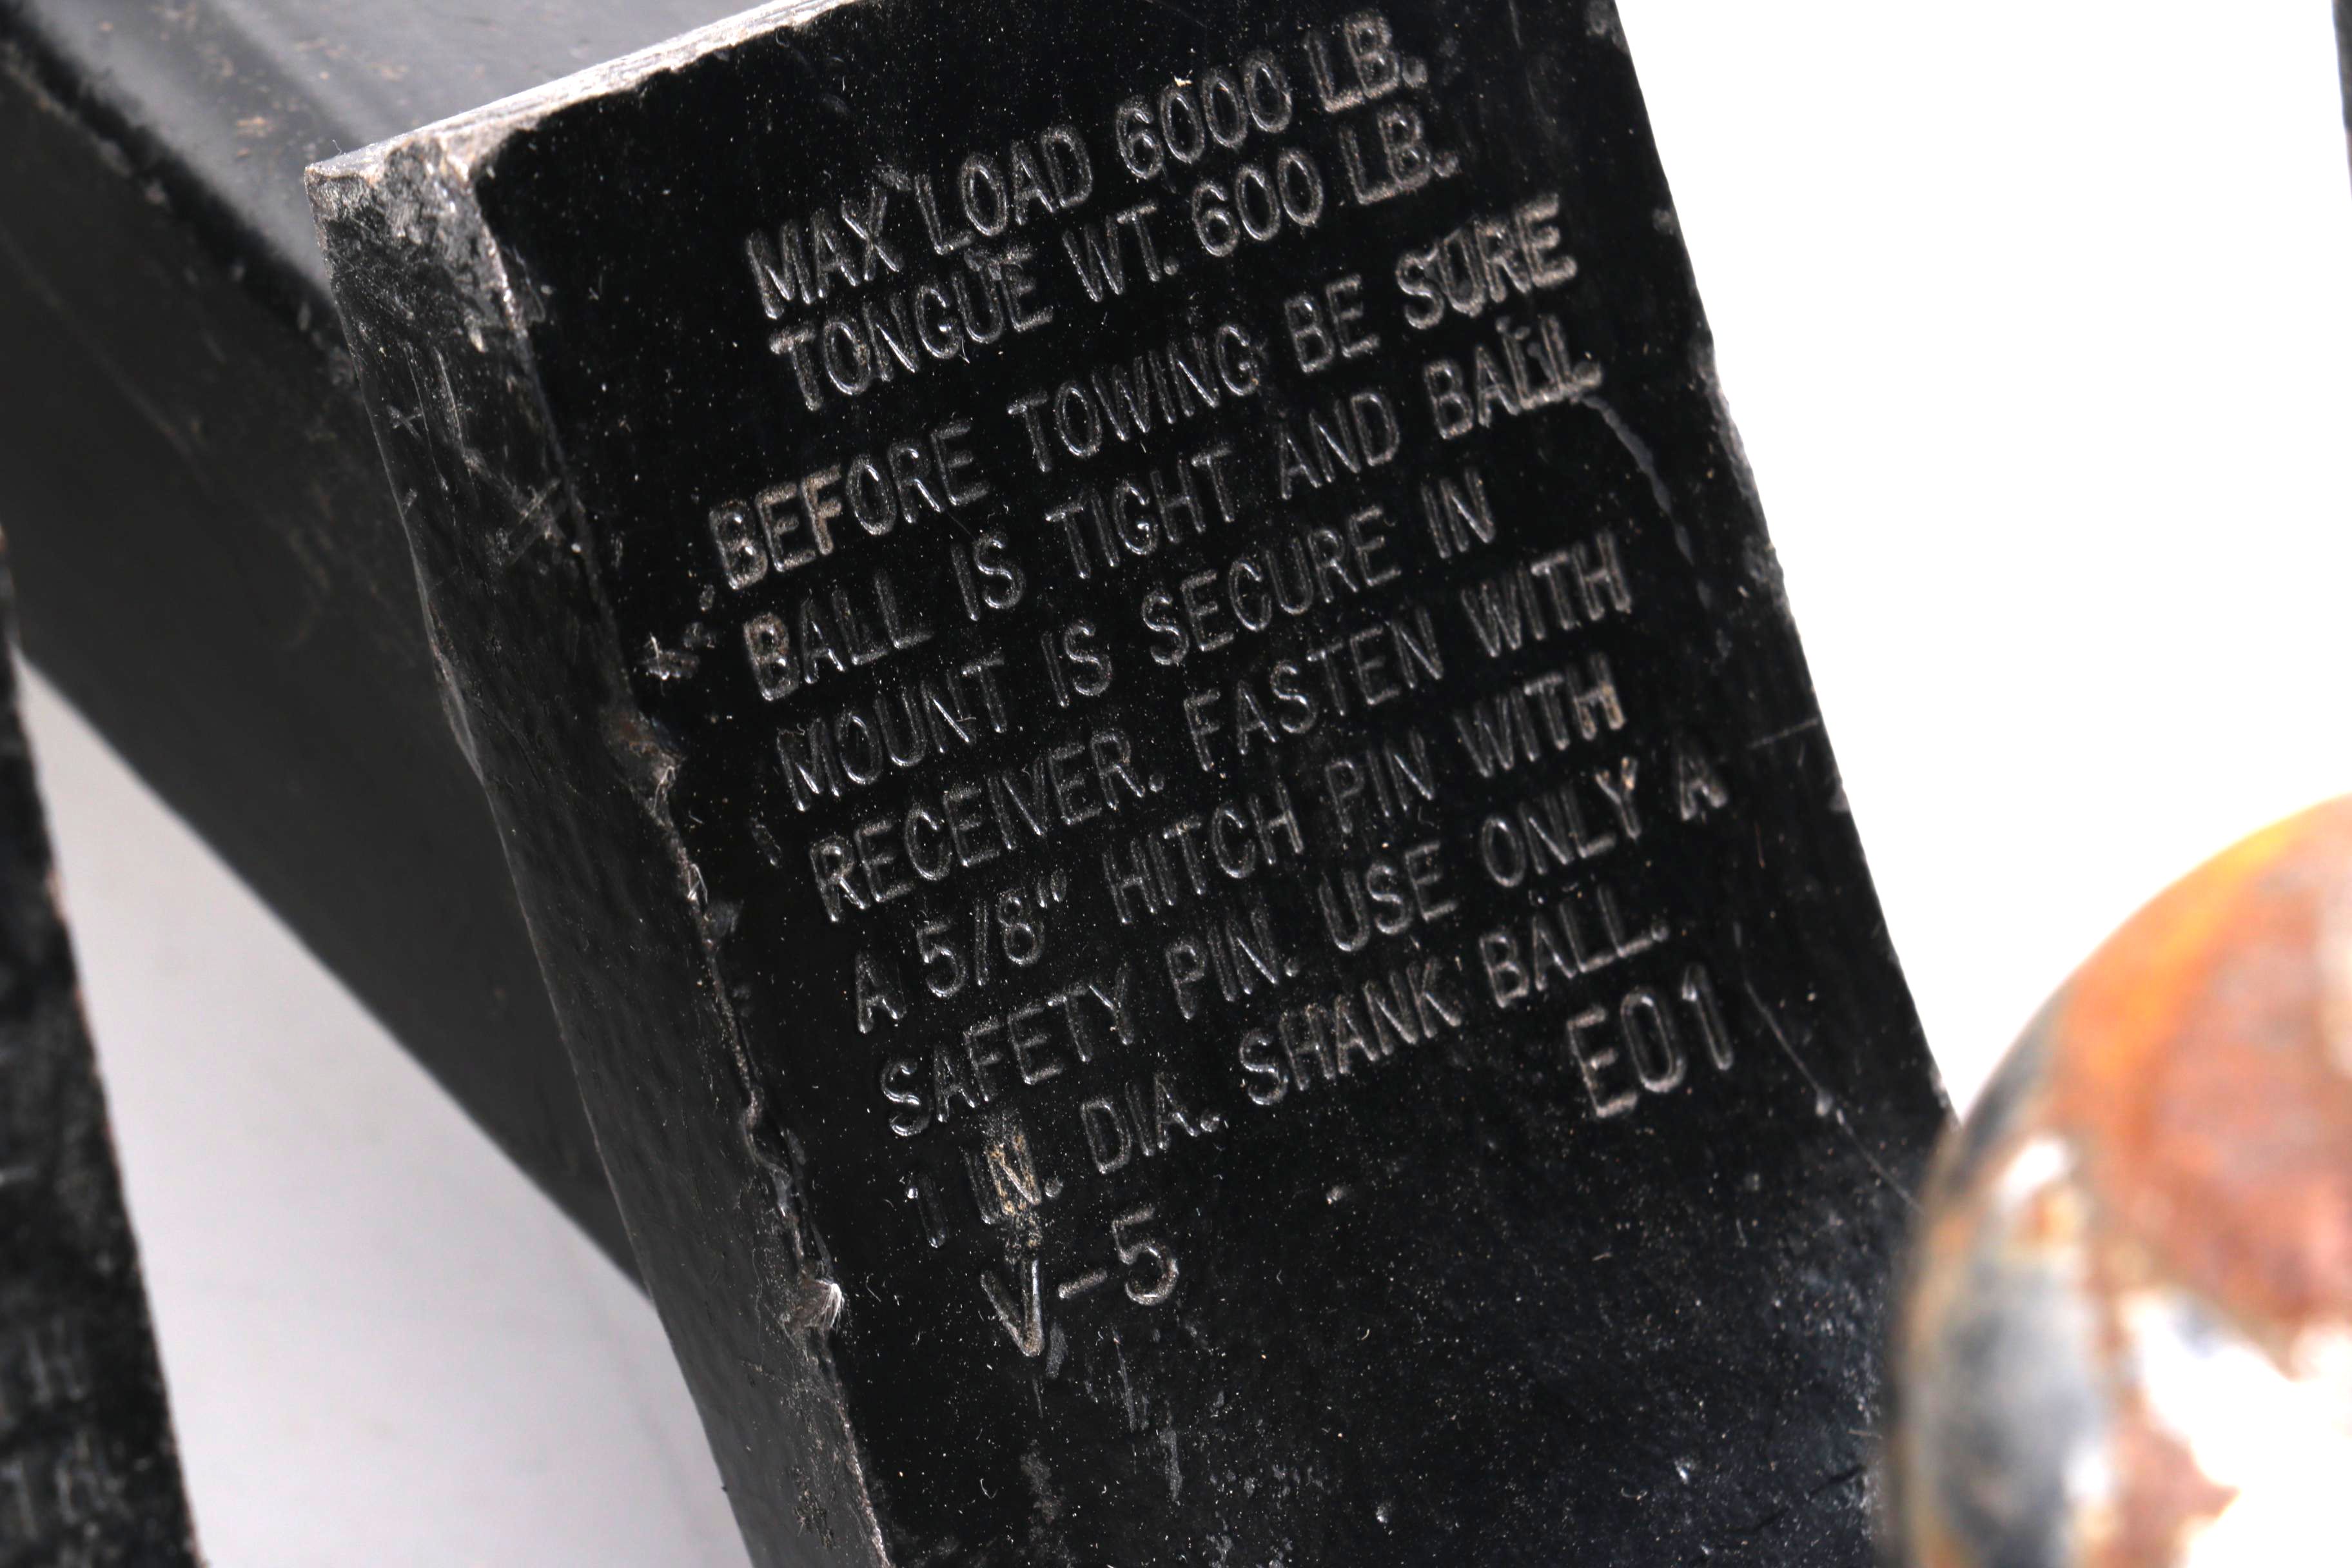 MAX LOAD 6000 LB.
TONGUE WT. 600 LB.
BEFORE TOWING BE SURE
BALL IS TIGHT AND BALL
MOUNT IS SECURE IN
RECEIVER. FASTEN WITH
A 5/8" HITCH PIN WITH
SAFETY PIN. USE ONLY A
1 IN. DIA. SHANK BALL.
E01
V-5